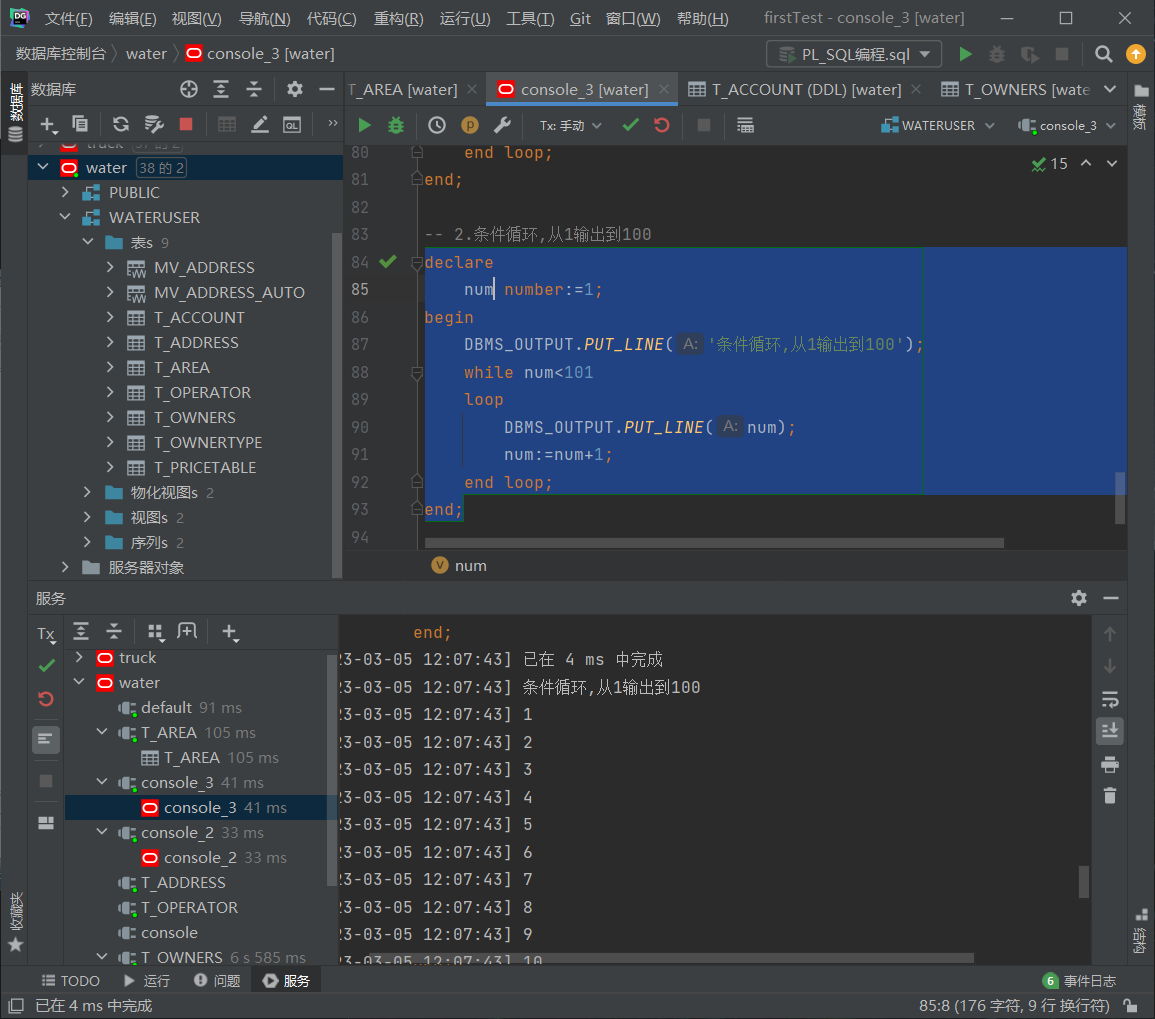 文件(F) 编辑(E) 视图(V) 导航(N) 代码(C) 重构(R) 运行(U) 工具(T) Git 窗口(W) 帮助(H) firstTest - console_3 [water]
数据库控制台 water console_3 [water] PL_SQL编程.sql
数据库
数据库
T_AREA [water] console_3 [water] T_ACCOUNT (DDL) [water] T_OWNERS [wate
Tx: 手动 WATERUSER console_3
water 38 的 2
PUBLIC
WATERUSER
表s 9
MV_ADDRESS
MV_ADDRESS_AUTO
T_ACCOUNT
T_ADDRESS
T_AREA
T_OPERATOR
T_OWNERS
T_OWNERTYPE
T_PRICETABLE
物化视图s 2
视图s 2
序列s 2
服务器对象
15
80 end loop;
81 end;
82
83 -- 2.条件循环,从1输出到100
84 declare
85 num number:=1;
86 begin
87 DBMS_OUTPUT.PUT_LINE( A: '条件循环,从1输出到100');
88 while num<101
89 loop
90 DBMS_OUTPUT.PUT_LINE( A: num);
91 num:=num+1;
92 end loop;
93 end;
94
num
服务
Tx
truck
water
default 91 ms
T_AREA 105 ms
T_AREA 105 ms
console_3 41 ms
console_3 41 ms
console_2 33 ms
console_2 33 ms
T_ADDRESS
T_OPERATOR
console
T_OWNERS 6 s 585 ms
end;
23-03-05 12:07:43] 已在 4 ms 中完成
23-03-05 12:07:43] 条件循环,从1输出到100
23-03-05 12:07:43] 1
23-03-05 12:07:43] 2
23-03-05 12:07:43] 3
23-03-05 12:07:43] 4
23-03-05 12:07:43] 5
23-03-05 12:07:43] 6
23-03-05 12:07:43] 7
23-03-05 12:07:43] 8
23-03-05 12:07:43] 9
23-03-05 12:07:43] 10
收藏夹
结构
TODO 运行 问题 服务 6 事件日志
已在 4 ms 中完成 85:8 (176 字符, 9 行 换行符)